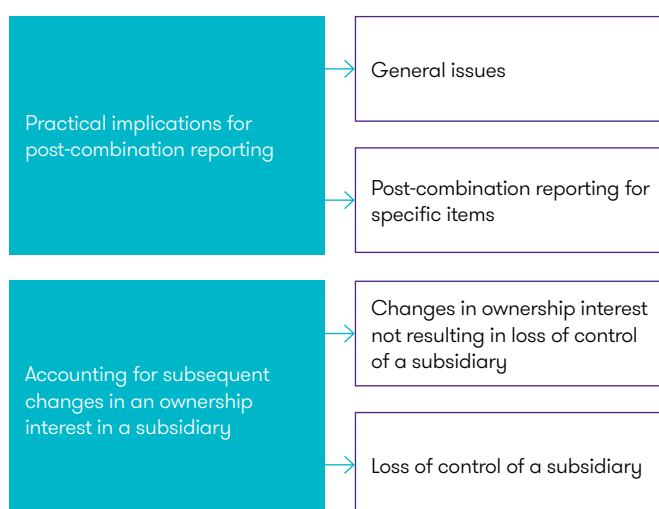 Practical implications for
post-combination reporting
General issues
Post-combination reporting for
specific items
Accounting for subsequent
changes in an ownership
interest in a subsidiary
Changes in ownership interest
not resulting in loss of control
of a subsidiary
Loss of control of a subsidiary